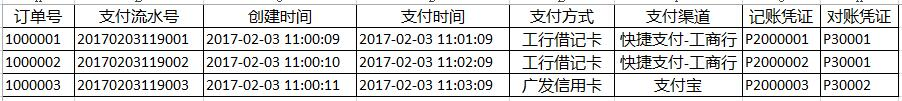 订单号 支付流水号 创建时间 支付时间 支付方式 支付渠道 记账凭证 对账凭证
1000001 20170203119001 2017-02-03 11:00:09 2017-02-03 11:01:09 工行借记卡 快捷支付-工商行 P2000001 P30001
1000002 20170203119002 2017-02-03 11:00:10 2017-02-03 11:02:09 工行借记卡 快捷支付-工商行 P2000002 P30001
1000003 20170203119003 2017-02-03 11:00:11 2017-02-03 11:03:09 广发信用卡 支付宝 P2000003 P30002